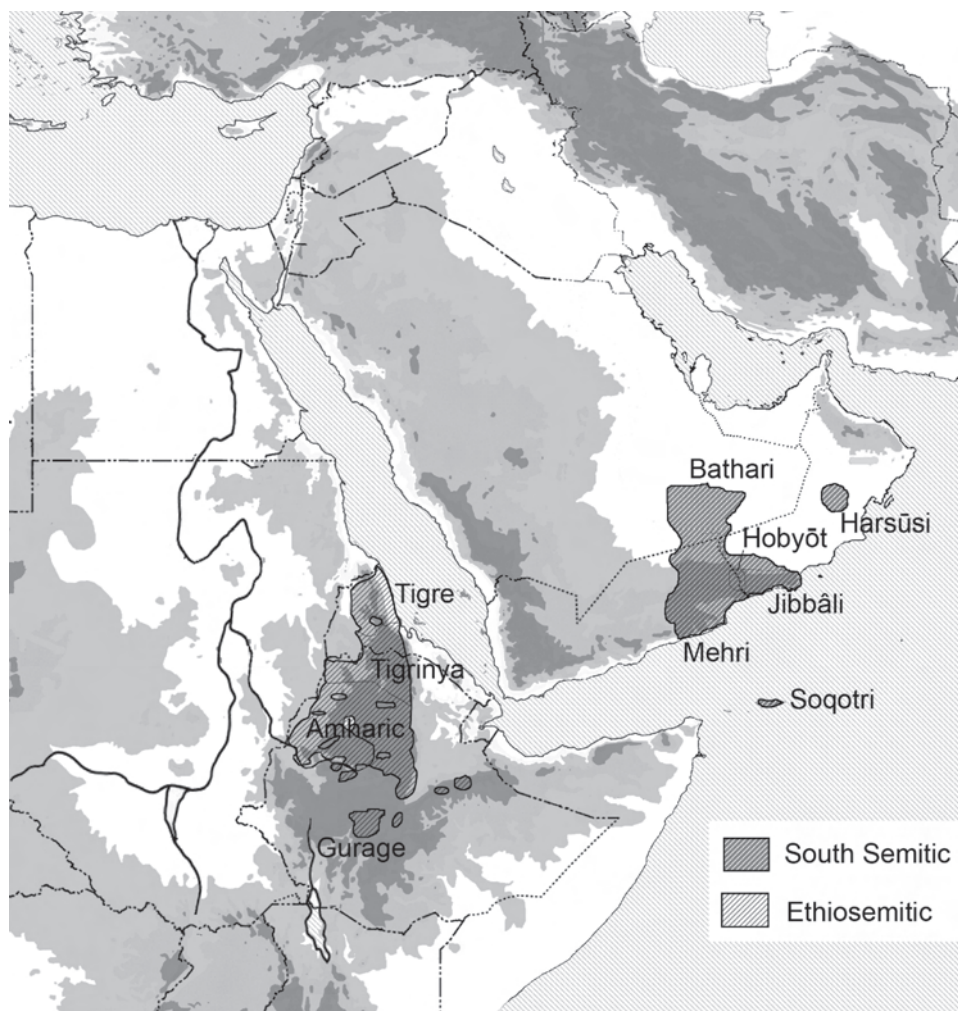 Bathari
Harsūsi
Hobyōt
Jibbâli
Tigre
Mehri
Tigrinya
Soqotri
Amharic
Gurage
South Semitic
Ethiosemitic